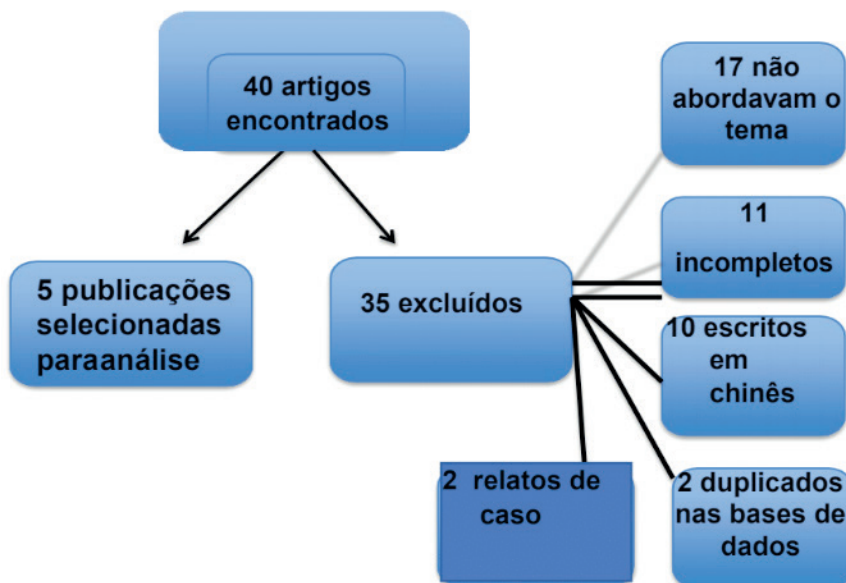 40 artigos
encontrados
17 não
abordavam o
tema
11
incompletos
5 publicações
selecionadas
paraanálise
35 excluídos
10 escritos
em
chinês
2 relatos de
caso
2 duplicados
nas bases de
dados